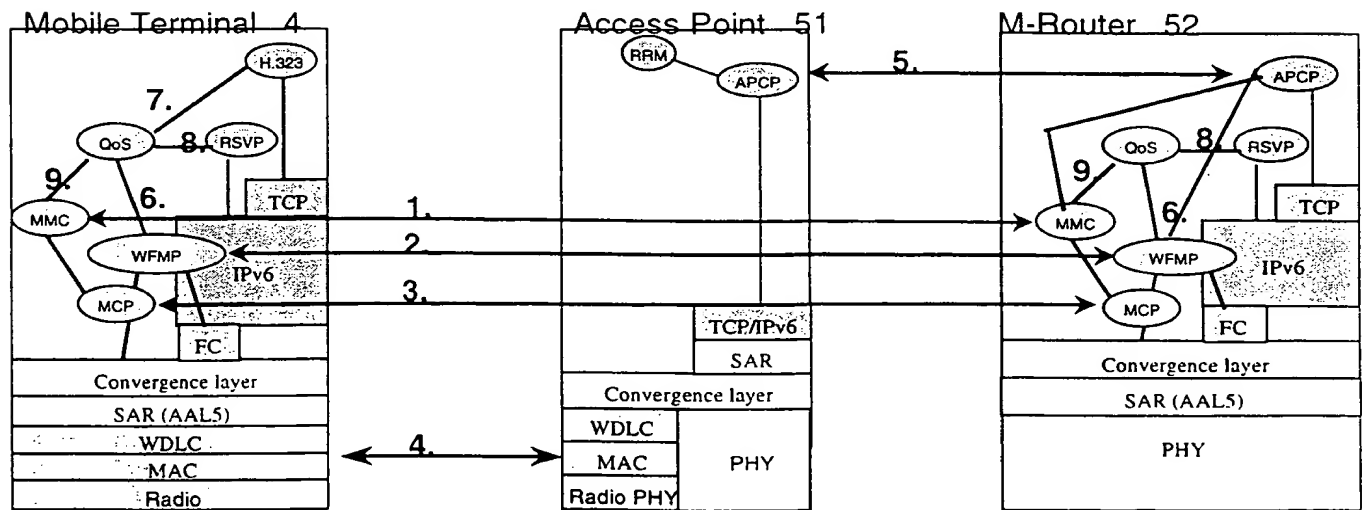 Mobile Terminal 4
H.323
7.
QoS
8.
RSVP
9.
6.
TCP
MMC
WFMP
IPv6
MCP
FC
Convergence layer
SAR (AAL5)
WDLC
MAC
Radio
1.
2.
3.
4.
5.
Access Point 51
RRM
APCP
TCP/IPv6
SAR
Convergence layer
WDLC
MAC
Radio PHY
PHY
M-Router 52
APCP
QoS
8.
RSVP
9.
6.
TCP
MMC
WFMP
IPv6
MCP
FC
Convergence layer
SAR (AAL5)
PHY